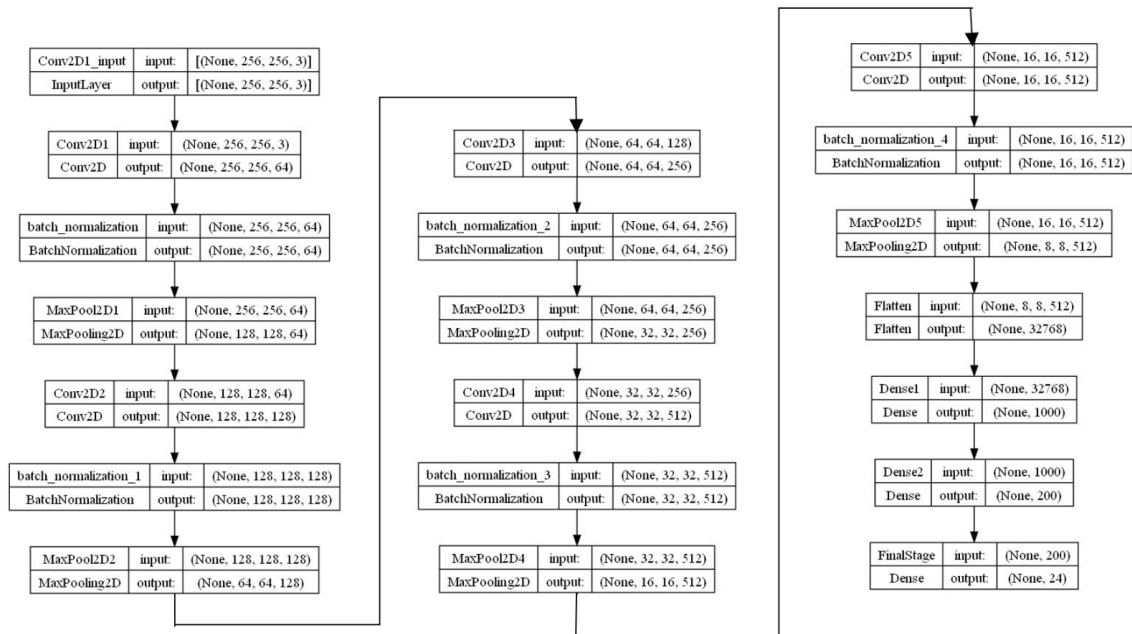 Conv2D1_input input: [(None, 256, 256, 3)]
InputLayer output: [(None, 256, 256, 3)]
Conv2D1 input: (None, 256, 256, 3)
Conv2D output: (None, 256, 256, 64)
batch_normalization input: (None, 256, 256, 64)
BatchNormalization output: (None, 256, 256, 64)
MaxPool2D1 input: (None, 256, 256, 64)
MaxPooling2D output: (None, 128, 128, 64)
Conv2D2 input: (None, 128, 128, 64)
Conv2D output: (None, 128, 128, 128)
batch_normalization_1 input: (None, 128, 128, 128)
BatchNormalization output: (None, 128, 128, 128)
MaxPool2D2 input: (None, 128, 128, 128)
MaxPooling2D output: (None, 64, 64, 128)
Conv2D3 input: (None, 64, 64, 128)
Conv2D output: (None, 64, 64, 256)
batch_normalization_2 input: (None, 64, 64, 256)
BatchNormalization output: (None, 64, 64, 256)
MaxPool2D3 input: (None, 64, 64, 256)
MaxPooling2D output: (None, 32, 32, 256)
Conv2D4 input: (None, 32, 32, 256)
Conv2D output: (None, 32, 32, 512)
batch_normalization_3 input: (None, 32, 32, 512)
BatchNormalization output: (None, 32, 32, 512)
MaxPool2D4 input: (None, 32, 32, 512)
MaxPooling2D output: (None, 16, 16, 512)
Conv2D5 input: (None, 16, 16, 512)
Conv2D output: (None, 16, 16, 512)
batch_normalization_4 input: (None, 16, 16, 512)
BatchNormalization output: (None, 16, 16, 512)
MaxPool2D5 input: (None, 16, 16, 512)
MaxPooling2D output: (None, 8, 8, 512)
Flatten input: (None, 8, 8, 512)
Flatten output: (None, 32768)
Dense1 input: (None, 32768)
Dense output: (None, 1000)
Dense2 input: (None, 1000)
Dense output: (None, 200)
FinalStage input: (None, 200)
Dense output: (None, 24)